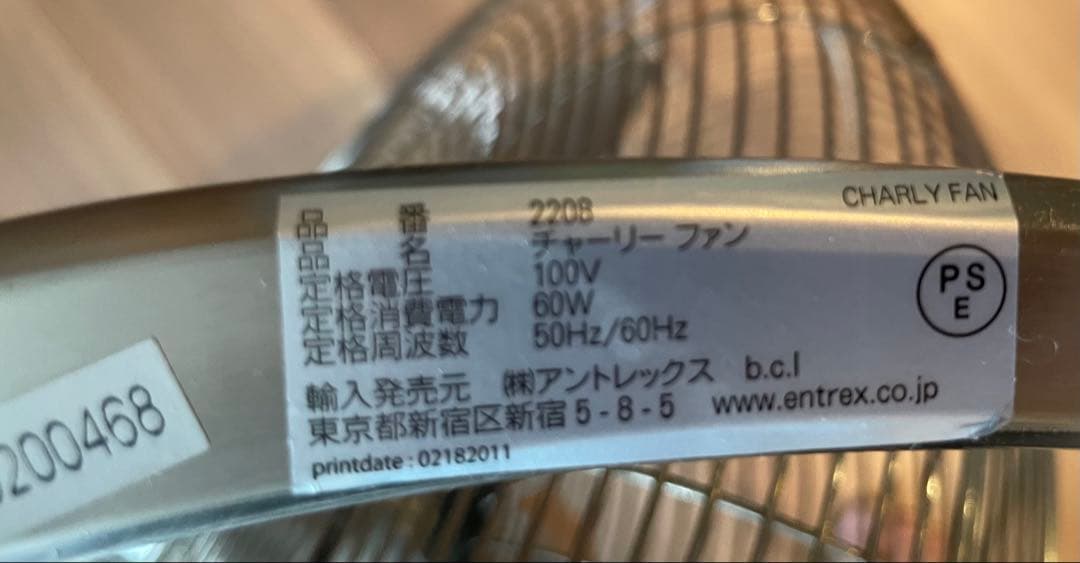 CHARLY FAN
品番 2208
品名 チャーリー ファン
定格電圧 100V
定格消費電力 60W
定格周波数 50Hz/60Hz
輸入発売元 ㈱アントレックス b.c.l
東京都新宿区新宿5-8-5 www.entrex.co.jp
printdate : 02182011
PS
E
200468